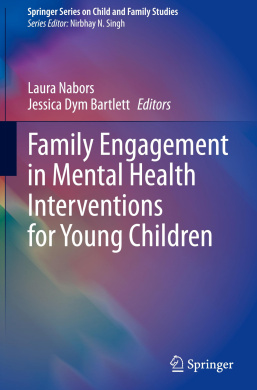 Springer Series on Child and Family Studies
Series Editor: Nirbhay N. Singh
Laura Nabors
Jessica Dym Bartlett Editors
Family Engagement
in Mental Health
Interventions
for Young Children
Springer